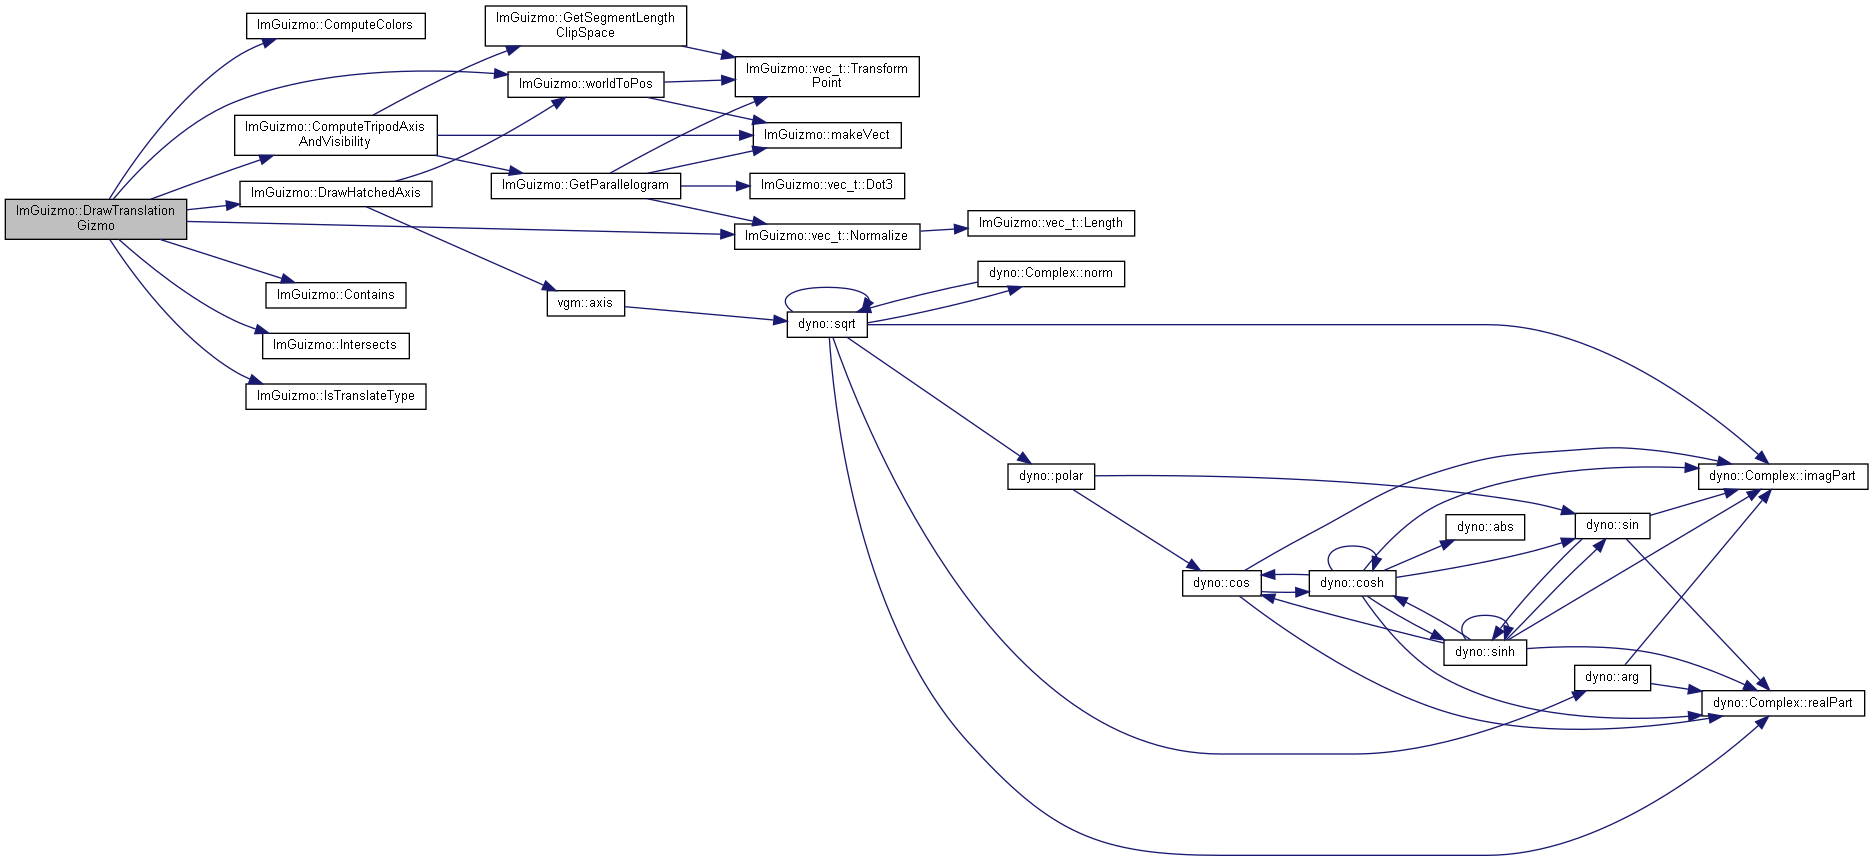 ImGuizmo::DrawTranslation
Gizmo
ImGuizmo::ComputeColors
ImGuizmo::ComputeTripodAxis
AndVisibility
ImGuizmo::DrawHatchedAxis
ImGuizmo::Contains
ImGuizmo::Intersects
ImGuizmo::IsTranslateType
ImGuizmo::GetSegmentLength
ClipSpace
ImGuizmo::worldToPos
ImGuizmo::GetParallelogram
vgm::axis
ImGuizmo::vec_t::Transform
Point
ImGuizmo::makeVect
ImGuizmo::vec_t::Dot3
ImGuizmo::vec_t::Normalize
ImGuizmo::vec_t::Length
dyno::Complex::norm
dyno::sqrt
dyno::polar
dyno::cos
dyno::cosh
dyno::abs
dyno::sinh
dyno::sin
dyno::arg
dyno::Complex::imagPart
dyno::Complex::realPart